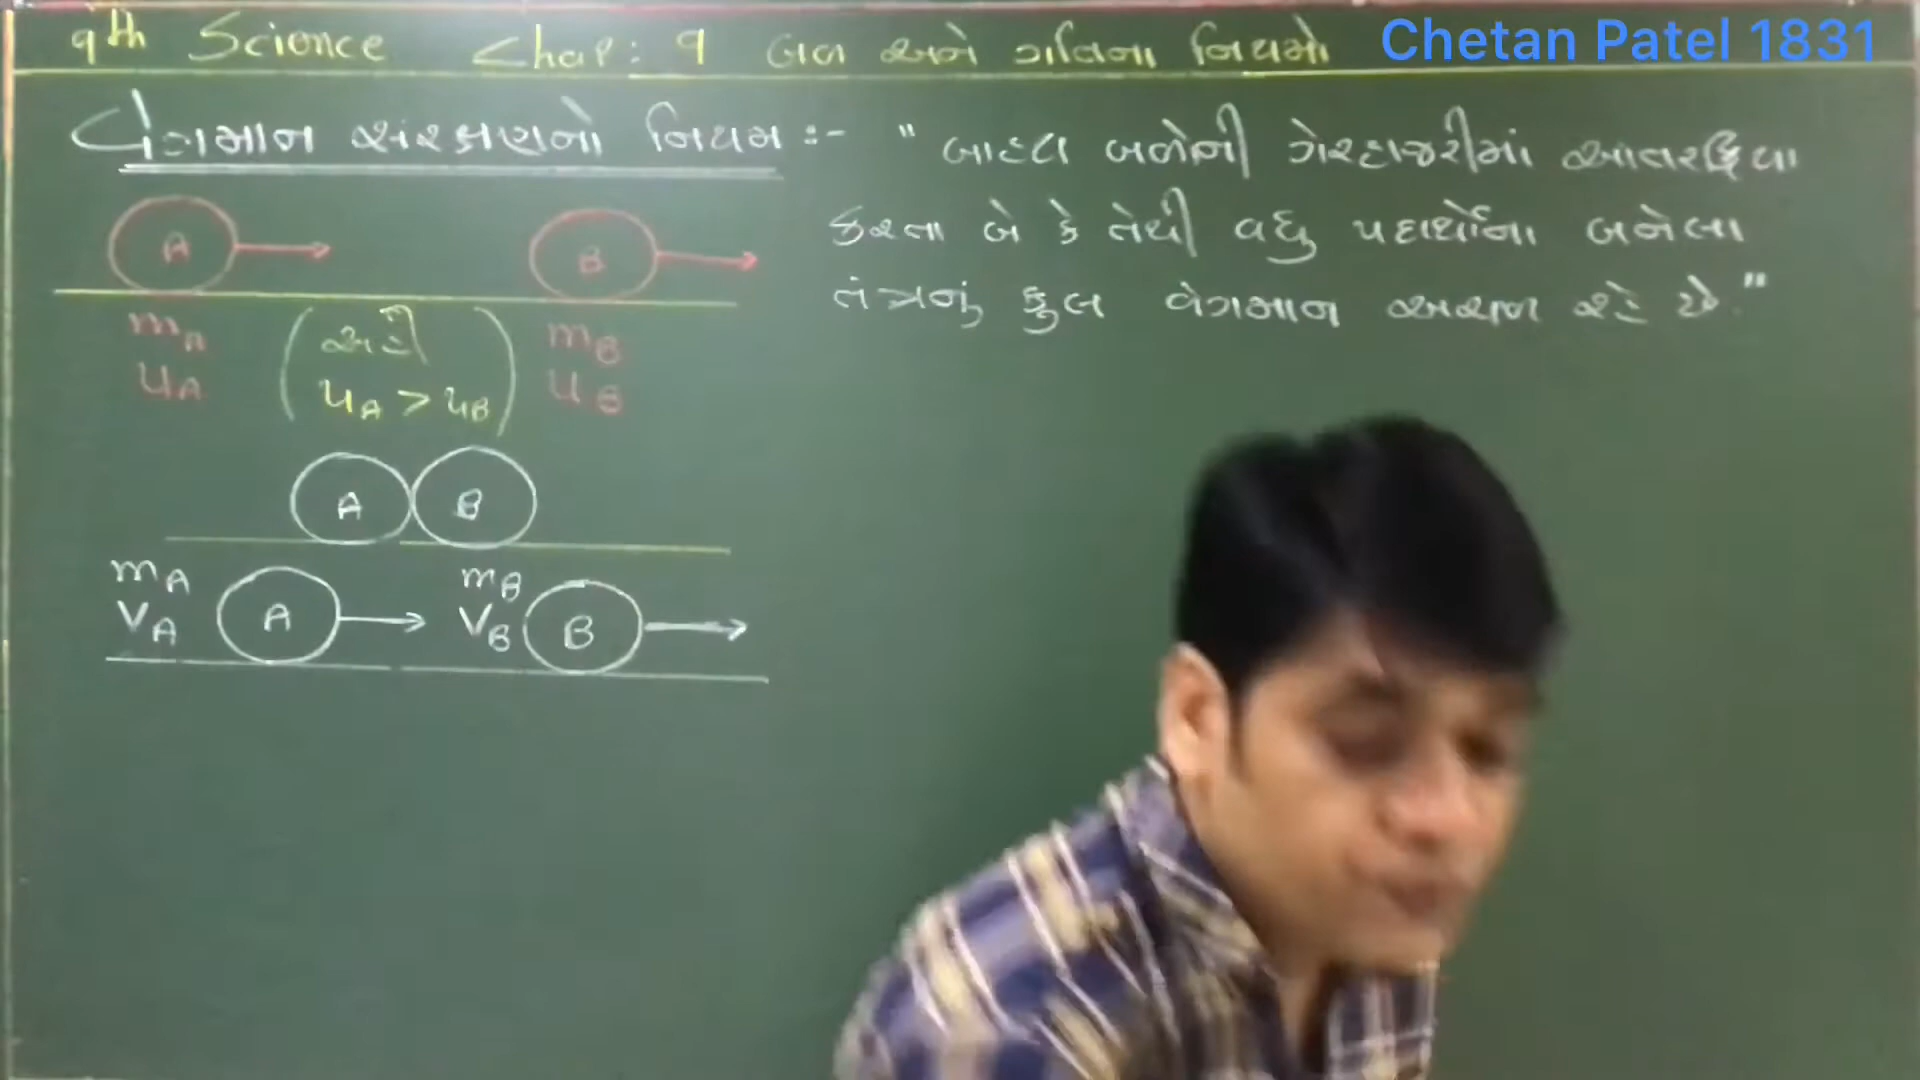 9th Science Chap: 9 બળ અને ગતિના નિયમો
Chetan Patel 1831
વેગમાન સંરક્ષણનો નિયમ :- " બાહ્ય બળોની ગેરહાજરીમાં આંતરક્રિયા
કરતા બે કે તેથી વધુ પદાર્થોના બનેલા
તંત્રનું કુલ વેગમાન અચળ રહે છે."
A B
mA (અહીં mB
uA uA > uB) uB
A B
mA A mB B
VA VB